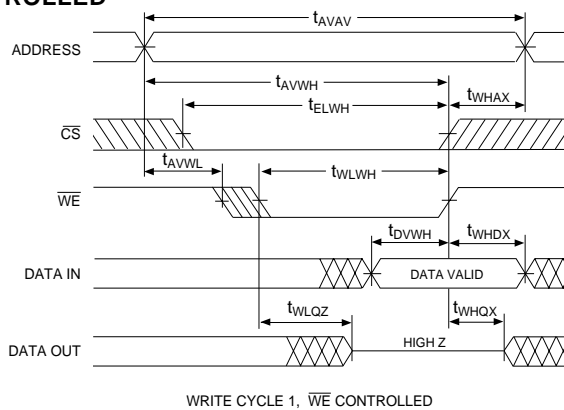 ROLLED
tAVAV
ADDRESS
tAVWH
tWHAX
tELWH
CS
tAVWL
tWLWH
WE
tDVWH
tWHDX
DATA IN
DATA VALID
tWLQZ
tWHQX
HIGH Z
DATA OUT
WRITE CYCLE 1, WE CONTROLLED